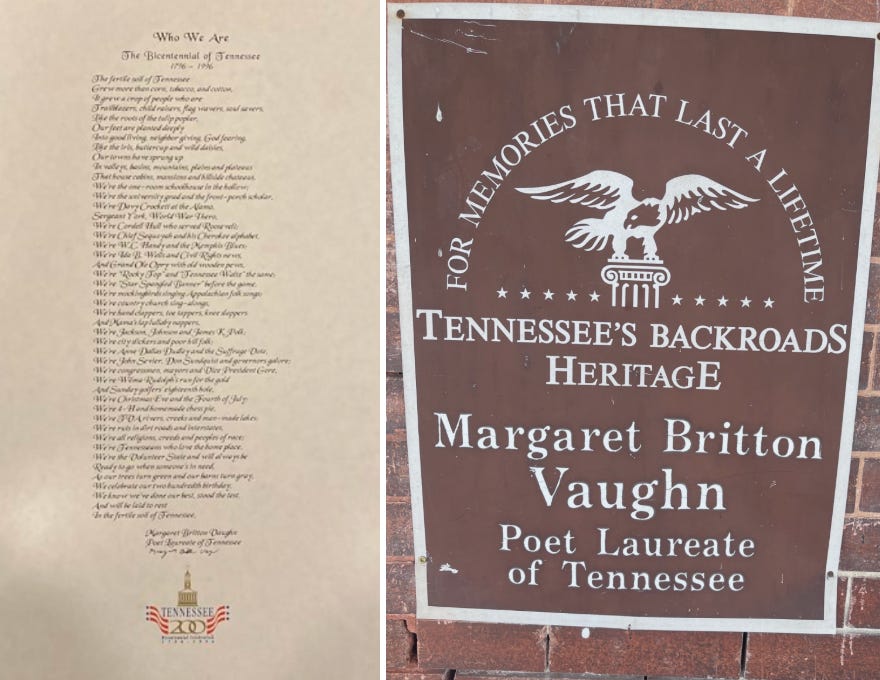 Who We Are
The Bicentennial of Tennessee
1796 - 1996
The fertile soil of Tennessee
Grew more than corn, tobacco, and cotton,
It grew a crop of people who are
Trailblazers, child raisers, flag wavers, soul savers,
Like the roots of the tulip poplar,
Our feet are planted deeply
Into good living, neighbor giving, God fearing,
Like the iris, buttercup and wild daisies,
Our towns have sprung up
In valleys, basins, mountains, plains and plateaus
That house cabins, mansions and hillside chateaus.
We're the one-room schoolhouse in the hollow;
We're the university grad and the front-porch scholar,
We're Davy Crockett at the Alamo,
Sergeant York, World War I hero,
We're Cordell Hull who served Roosevelt;
We're Chief Sequoyah and his Cherokee alphabet.
We're W.C. Handy and the Memphis Blues;
We're Ida B. Wells and Civil Rights news,
And Grand Ole Opry with old wooden pews,
We're "Rocky Top" and "Tennessee Waltz" the same;
We're "Star Spangled Banner" before the game.
We're mockingbirds singing Appalachian folk songs;
We're country church sing-alongs,
We're hand clappers, toe tappers, knee slappers
And Mama's lap lullaby nappers.
We're Jackson, Johnson and James K. Polk;
We're city slickers and poor hill folk;
We're Anne Dallas Dudley and the Suffrage Vote,
We're John Sevier, Don Sundquist and governors galore;
We're congressmen, mayors and Vice President Gore,
We're Wilma Rudolph's run for the gold
And Sunday golfers' eighteenth hole,
We're Christmas Eve and the Fourth of July;
We're 4-H and homemade chess pie,
We're TVA rivers, creeks and man-made lakes;
We're ruts in dirt roads and interstates,
We're all religions, creeds and peoples of race;
We're Tennesseans who love the home place,
We're the Volunteer State and will always be
Ready to go when someone's in need,
As our trees turn green and our barns turn gray,
We celebrate our two hundredth birthday.
We know we've done our best, stood the test,
And will be laid to rest
In the fertile soil of Tennessee.
Margaret Britton Vaughn
Poet Laureate of Tennessee
TENNESSEE
200
Bicentennial Celebration
1796-1996
FOR MEMORIES THAT LAST A LIFETIME
TENNESSEE'S BACKROADS
HERITAGE
Margaret Britton
Vaughn
Poet Laureate
of Tennessee